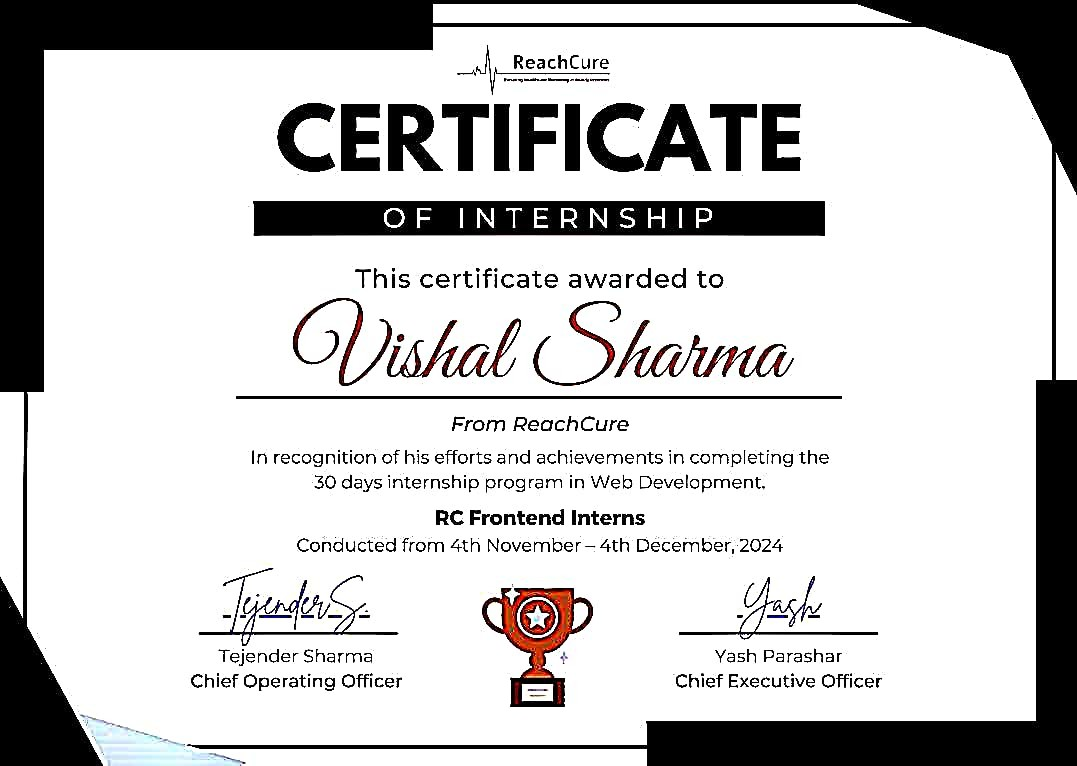 ReachCure
CERTIFICATE
OF INTERNSHIP
This certificate awarded to
Vishal Sharma
From ReachCure
In recognition of his efforts and achievements in completing the
30 days internship program in Web Development.
RC Frontend Interns
Conducted from 4th November – 4th December, 2024
Tejender S.
Yash
Tejender Sharma
Yash Parashar
Chief Operating Officer
Chief Executive Officer